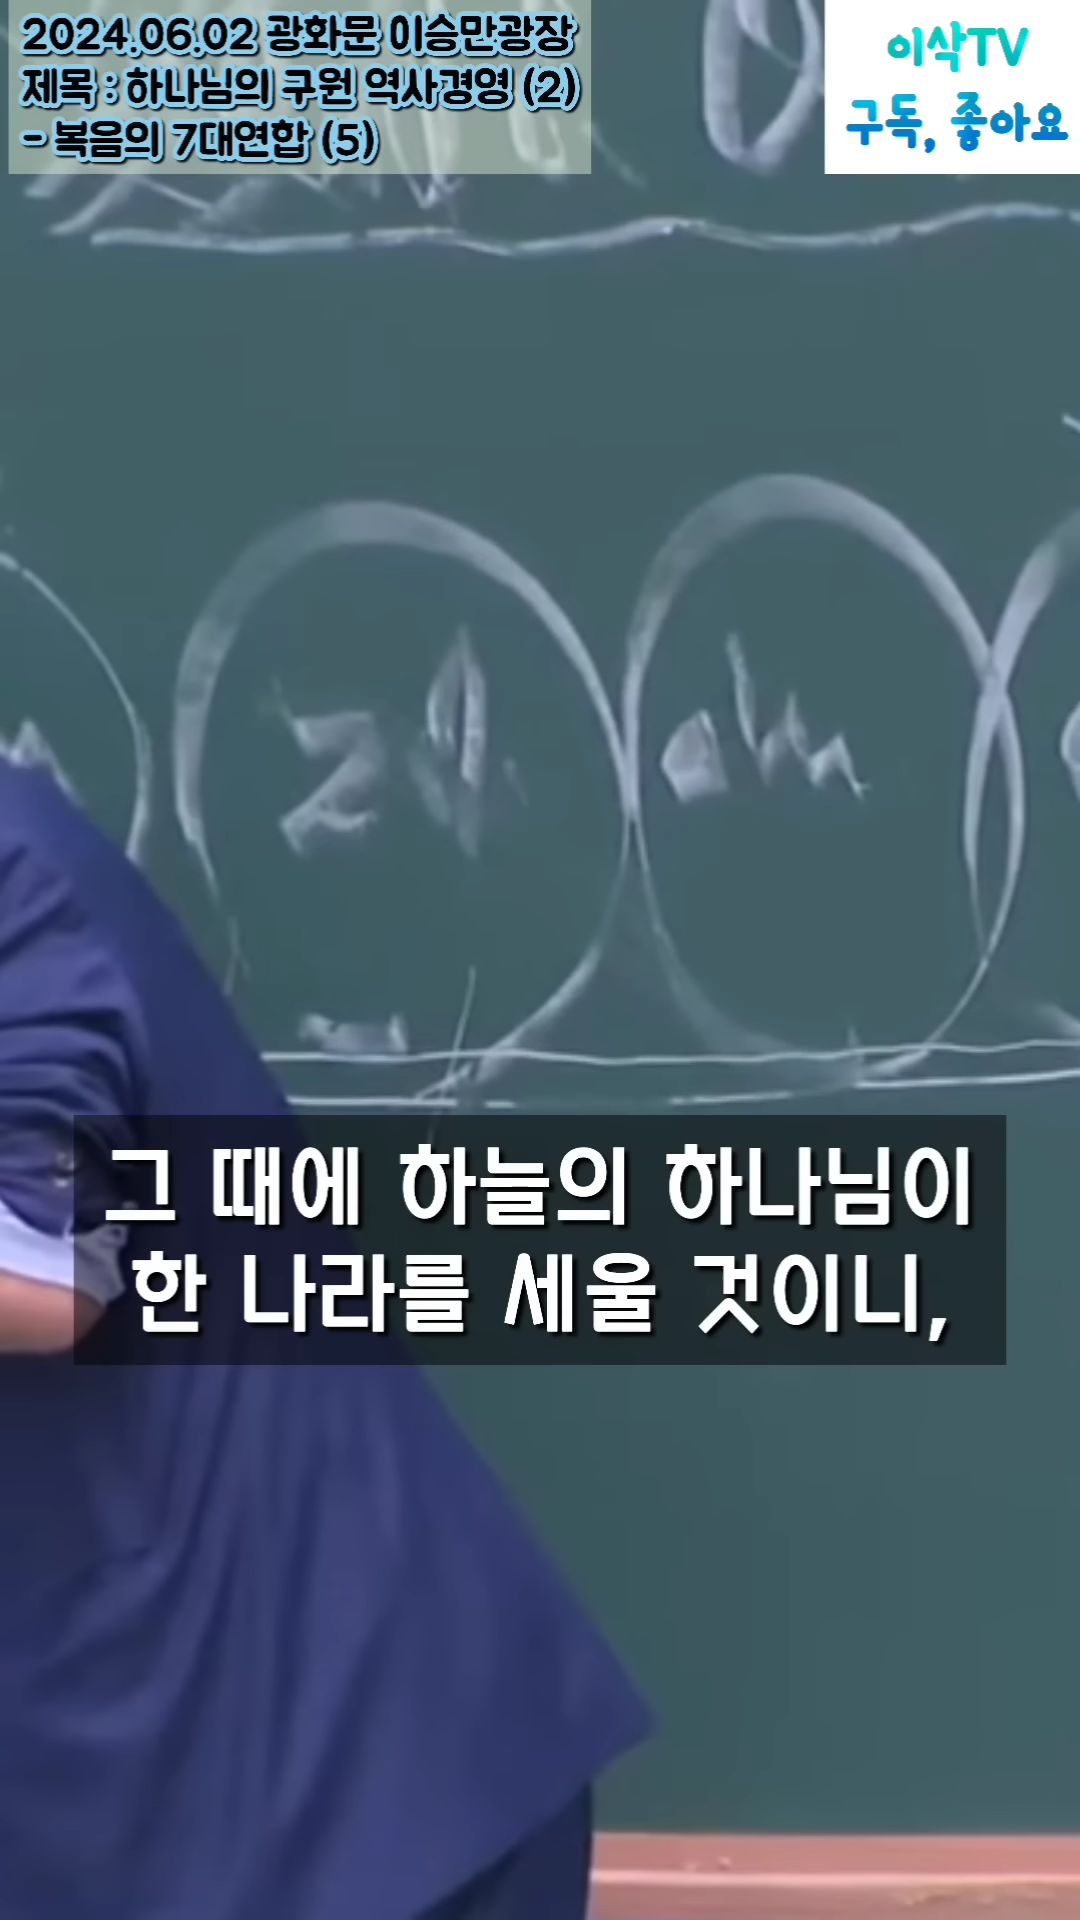 2024.06.02 광화문 이승만광장
제목 : 하나님의 구원 역사경영 (2)
- 복음의 7대연합 (5)
이삭TV
구독, 좋아요
그 때에 하늘의 하나님이
한 나라를 세울 것이니,